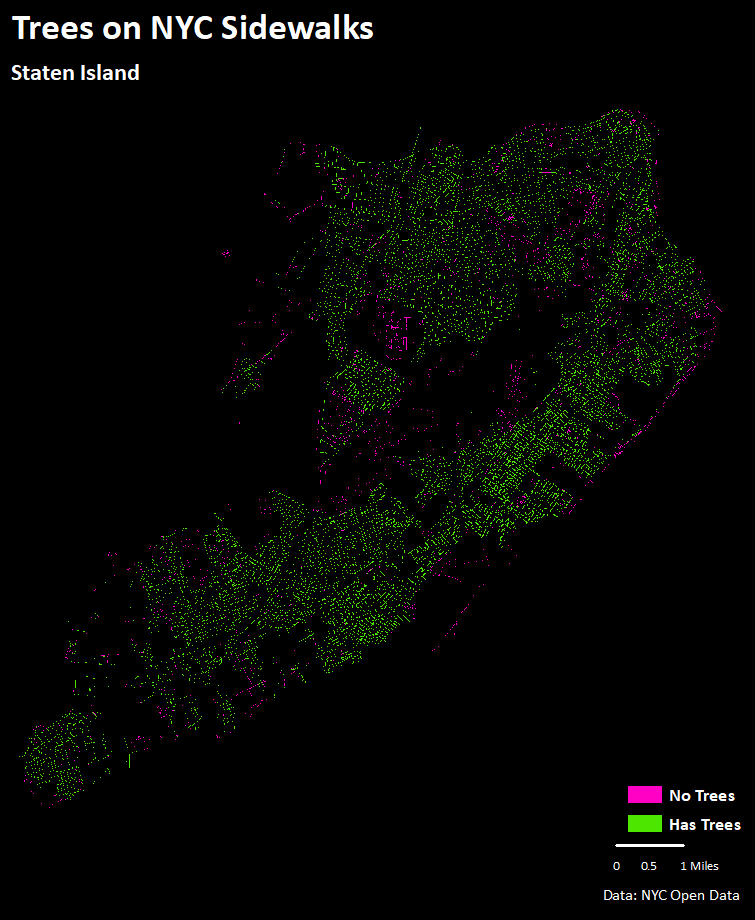 Trees on NYC Sidewalks
Staten Island
No Trees
Has Trees
0 0.5 1 Miles
Data: NYC Open Data